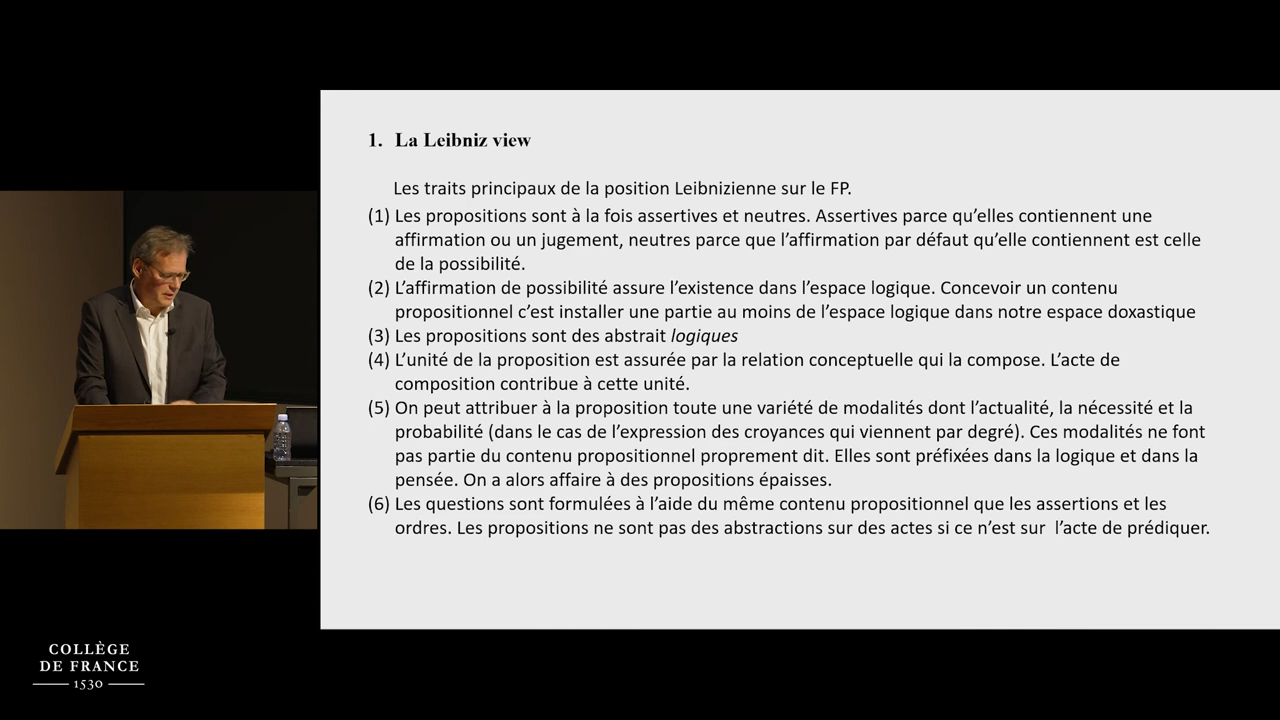 1. La Leibniz view
Les traits principaux de la position Leibnizienne sur le FP.
(1) Les propositions sont à la fois assertives et neutres. Assertives parce qu’elles contiennent une
affirmation ou un jugement, neutres parce que l’affirmation par défaut qu’elle contiennent est celle
de la possibilité.
(2) L’affirmation de possibilité assure l’existence dans l’espace logique. Concevoir un contenu
propositionnel c’est installer une partie au moins de l’espace logique dans notre espace doxastique
(3) Les propositions sont des abstrait logiques
(4) L’unité de la proposition est assurée par la relation conceptuelle qui la compose. L’acte de
composition contribue à cette unité.
(5) On peut attribuer à la proposition toute une variété de modalités dont l’actualité, la nécessité et la
probabilité (dans le cas de l’expression des croyances qui viennent par degré). Ces modalités ne font
pas partie du contenu propositionnel proprement dit. Elles sont préfixées dans la logique et dans la
pensée. On a alors affaire à des propositions épaisses.
(6) Les questions sont formulées à l’aide du même contenu propositionnel que les assertions et les
ordres. Les propositions ne sont pas des abstractions sur des actes si ce n’est sur l’acte de prédiquer.
COLLÈGE
DE FRANCE
1530